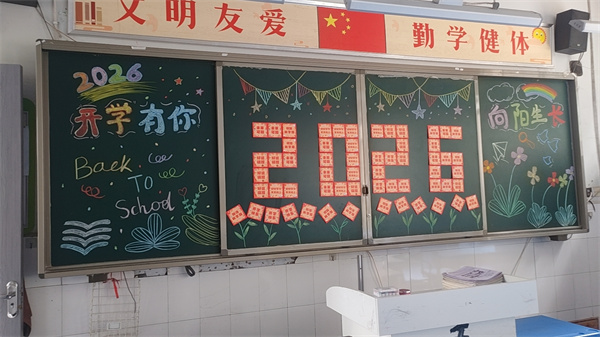 文明友爱
勤学健体
2026
开学有你
Back
To
School
2026
向阳生长